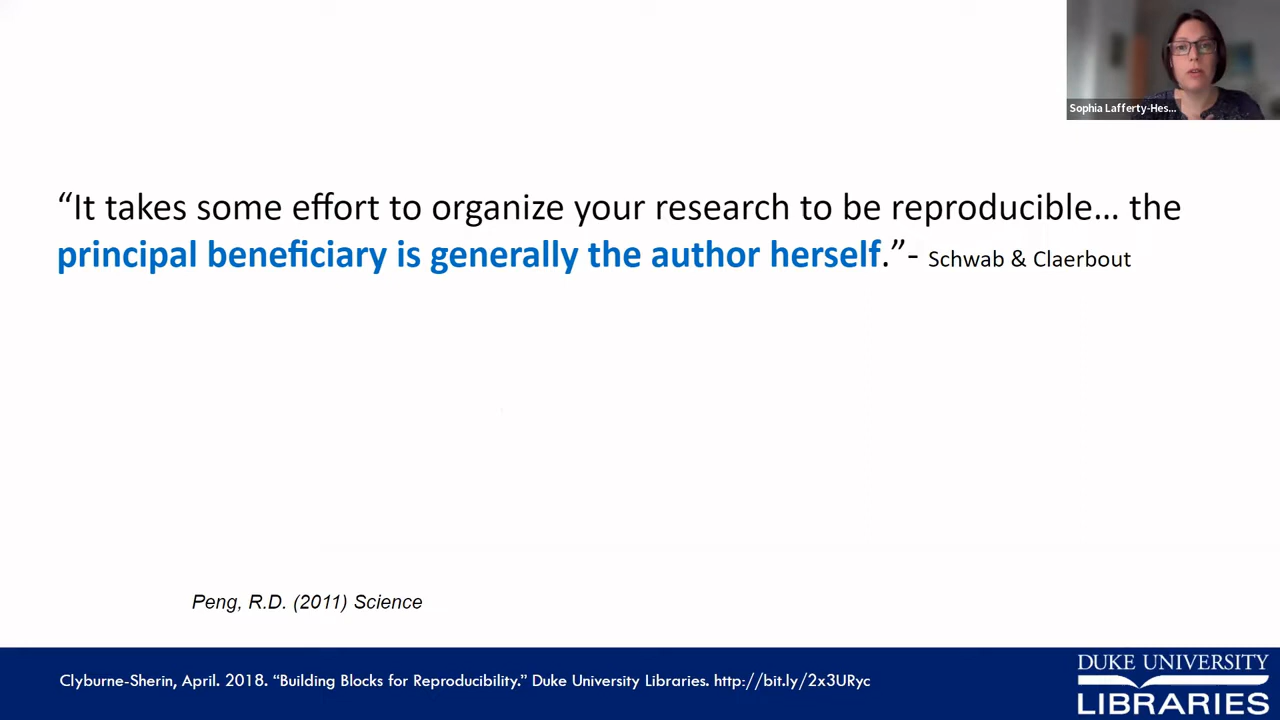 Sophia Lafferty-Hes...
“It takes some effort to organize your research to be reproducible… the
principal beneficiary is generally the author herself.”- Schwab & Claerbout
Peng, R.D. (2011) Science
Clyburne-Sherin, April. 2018. “Building Blocks for Reproducibility.” Duke University Libraries. http://bit.ly/2x3URyc
DUKE UNIVERSITY
LIBRARIES